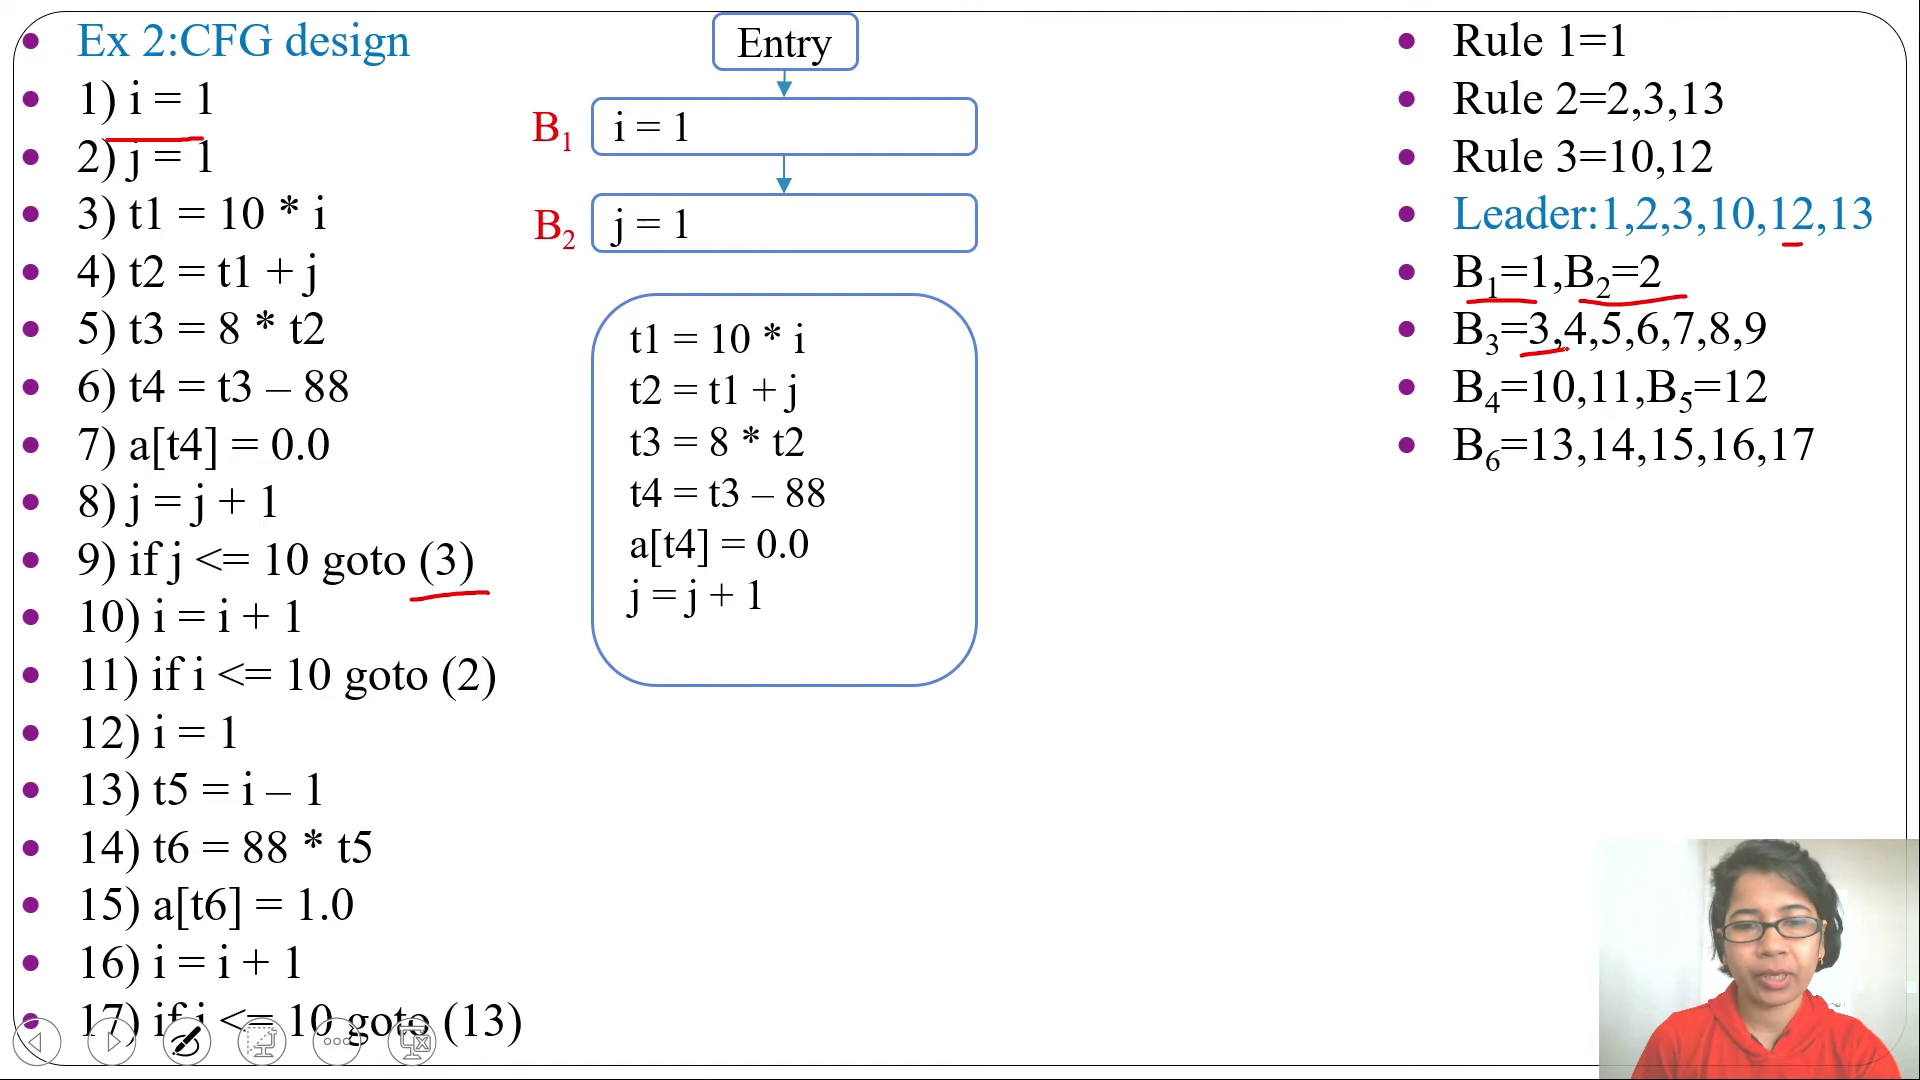 Ex 2:CFG design
1) i = 1
2) j = 1
3) t1 = 10 * i
4) t2 = t1 + j
5) t3 = 8 * t2
6) t4 = t3 – 88
7) a[t4] = 0.0
8) j = j + 1
9) if j <= 10 goto (3)
10) i = i + 1
11) if i <= 10 goto (2)
12) i = 1
13) t5 = i – 1
14) t6 = 88 * t5
15) a[t6] = 1.0
16) i = i + 1
17) if i <= 10 goto (13)
Entry
B1 i = 1
B2 j = 1
t1 = 10 * i
t2 = t1 + j
t3 = 8 * t2
t4 = t3 – 88
a[t4] = 0.0
j = j + 1
Rule 1=1
Rule 2=2,3,13
Rule 3=10,12
Leader:1,2,3,10,12,13
B1=1,B2=2
B3=3,4,5,6,7,8,9
B4=10,11,B5=12
B6=13,14,15,16,17